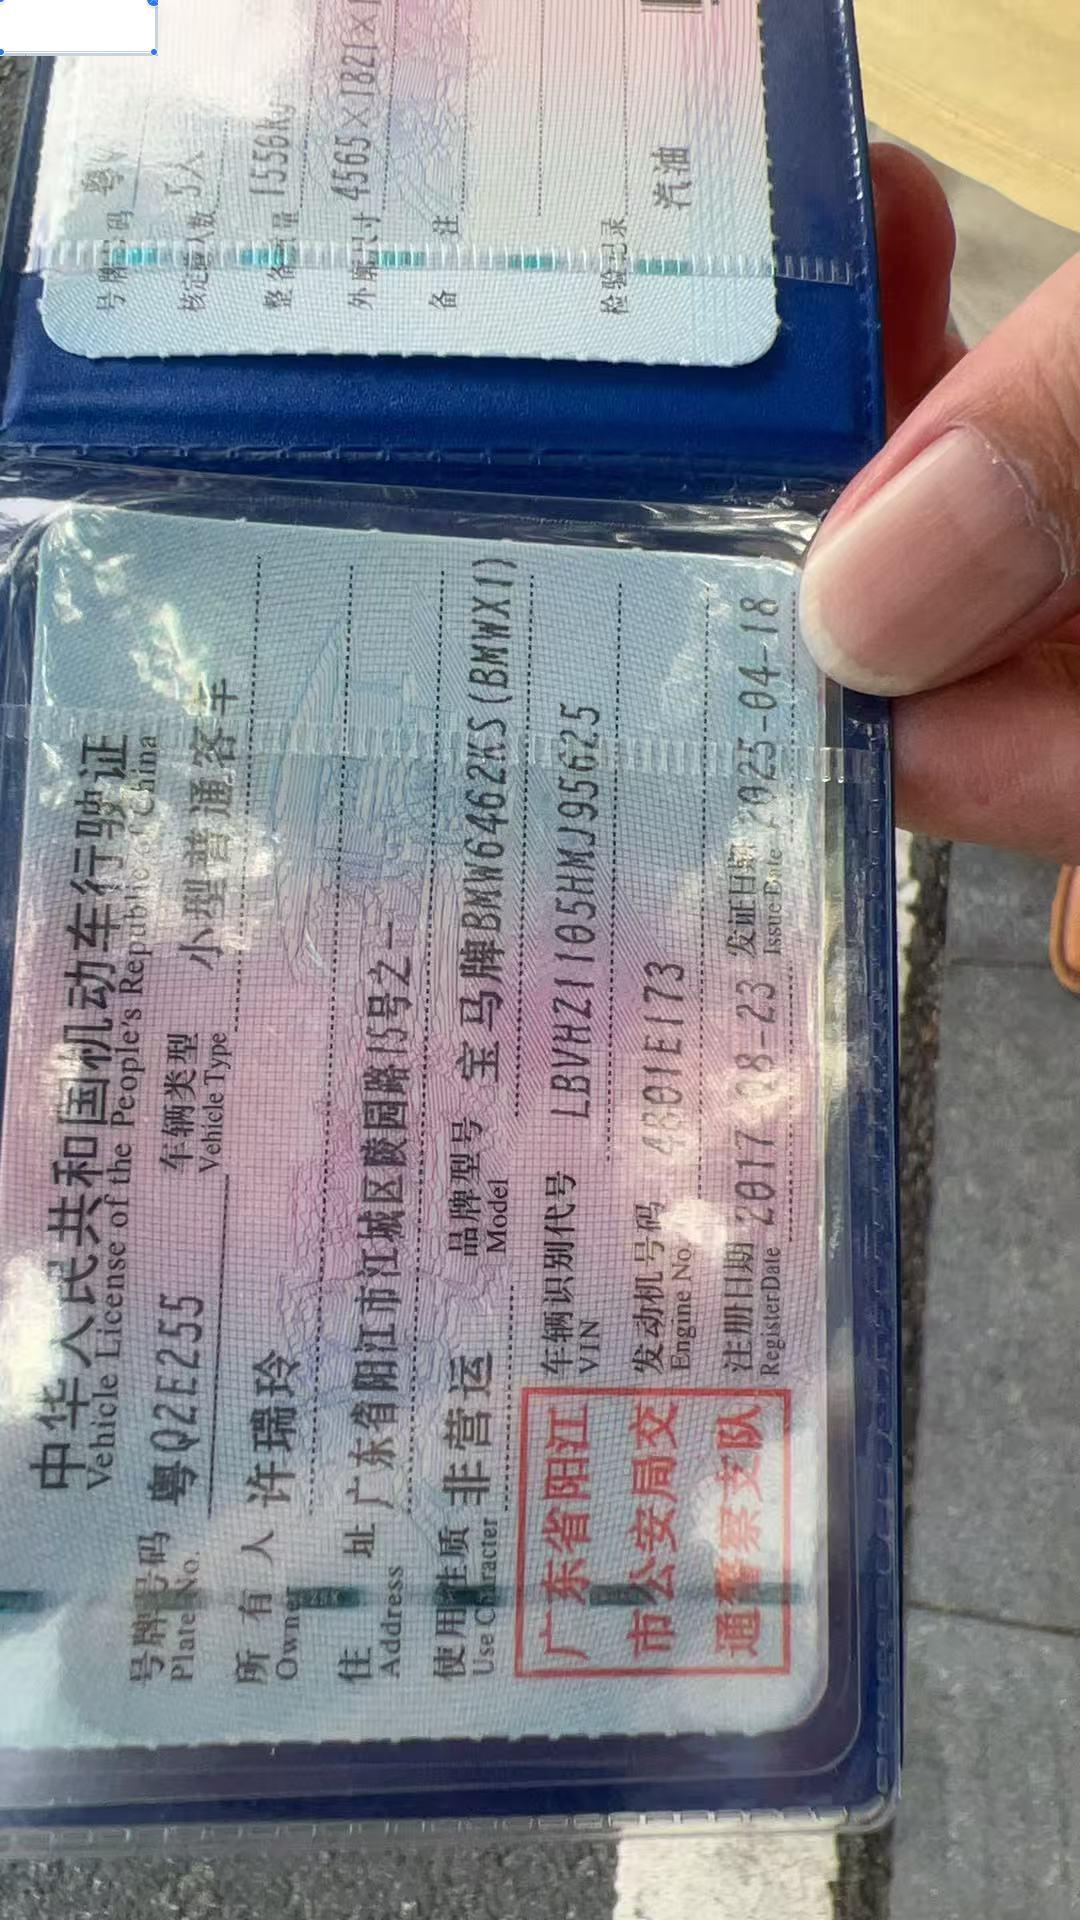 中华人民共和国机动车行驶证
Vehicle License of the People's Republic of China
号牌号码 粤Q2E255 车辆类型 小型普通客车
Plate No. Vehicle Type
所有人 许瑞玲
Owner
住址 广东省阳江市江城区陵园路15号之一
Address
使用性质 非营运 品牌型号 宝马牌BMW6462KS(BMWX1)
Use Character Model
广东省阳江
市公安局交
通警察支队
车辆识别代号 LBVHZ1105HMJ95625
VIN
发动机号码 4801E173
Engine No.
注册日期 2017-08-23 发证日期 2025-04-18
Register Date Issue Date
号牌号码 粤
核定载人数 5人
整备质量 1556Kg
外廓尺寸 4565×1821×1
备注
检验记录
汽油